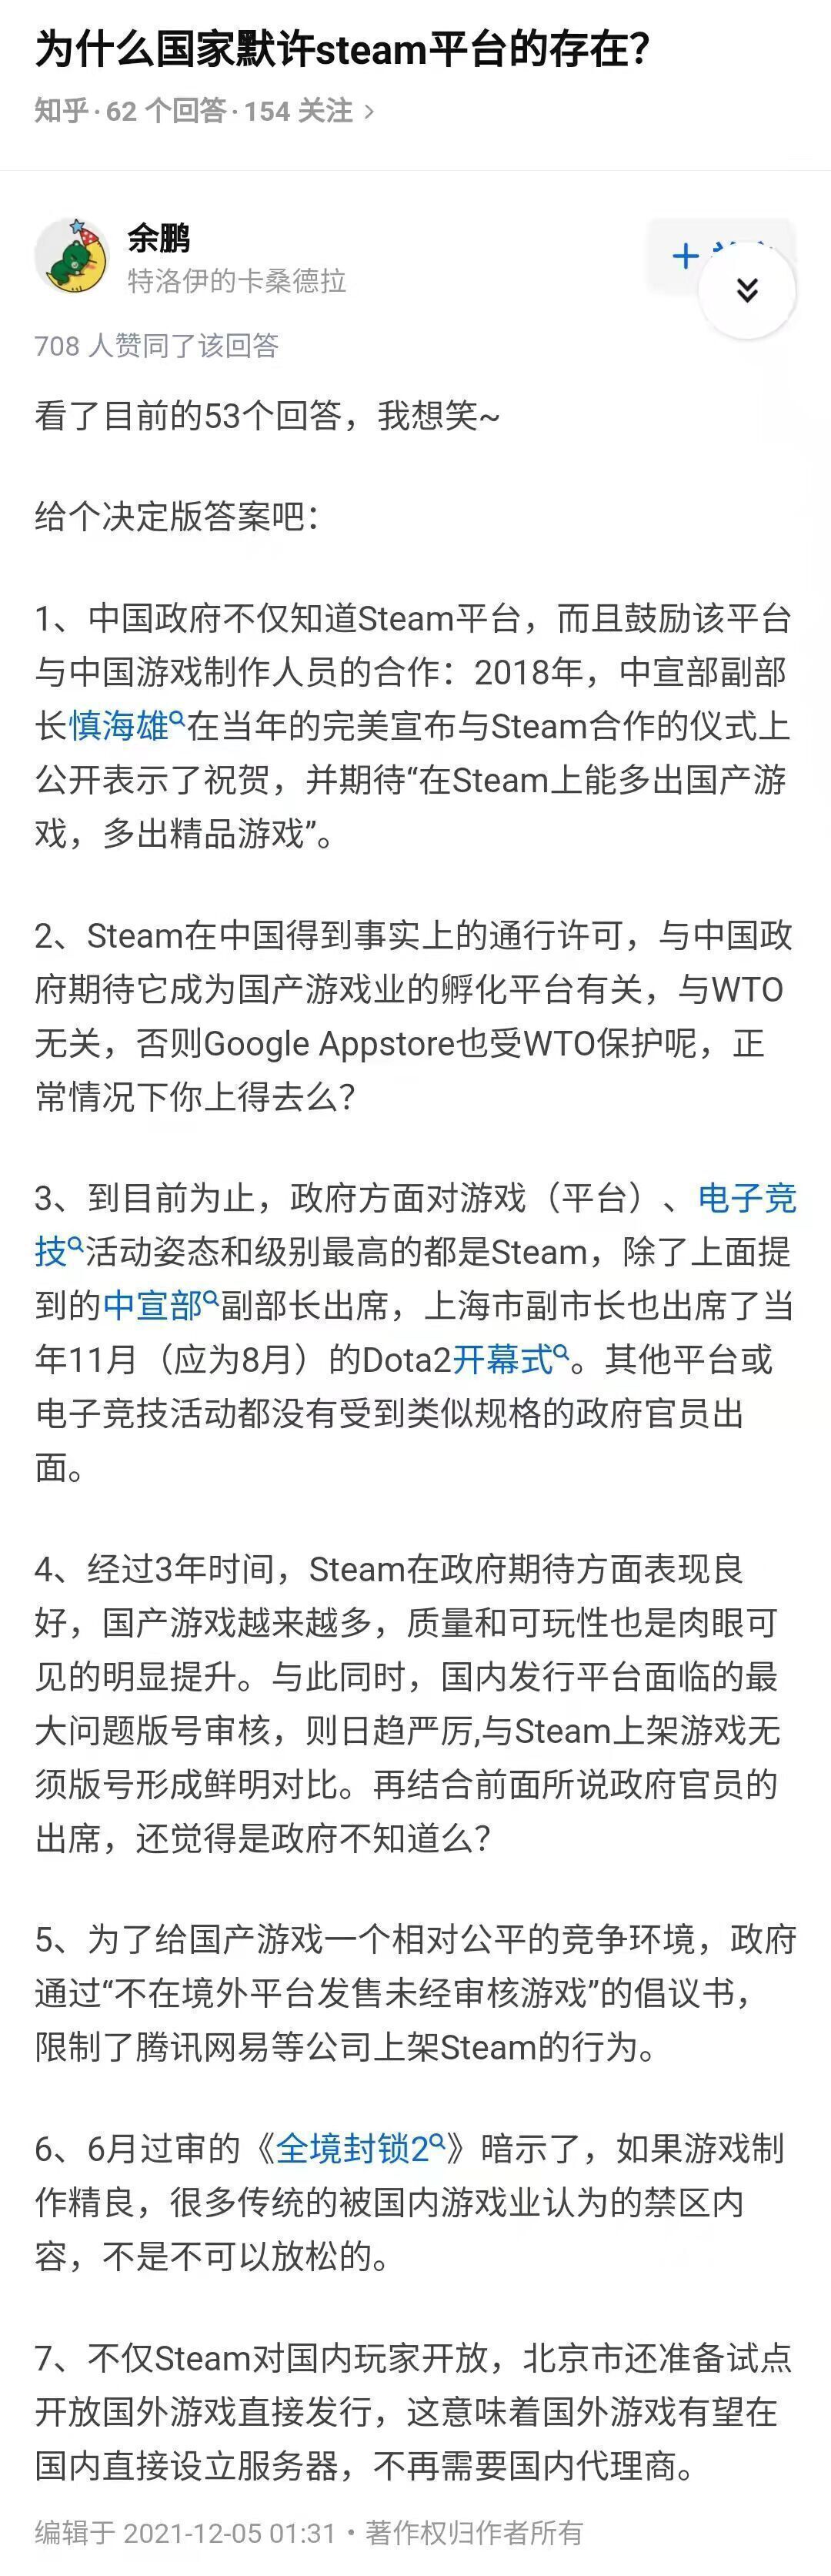 为什么国家默许steam平台的存在？
知乎·62 个回答·154 关注 >
余鹏
特洛伊的卡桑德拉
708 人赞同了该回答
看了目前的53个回答，我想笑~
给个决定版答案吧：
1、中国政府不仅知道Steam平台，而且鼓励该平台
与中国游戏制作人员的合作：2018年，中宣部副部
长慎海雄在当年的完美宣布与Steam合作的仪式上
公开表示了祝贺，并期待“在Steam上能多出国产游
戏，多出精品游戏”。
2、Steam在中国得到事实上的通行许可，与中国政
府期待它成为国产游戏业的孵化平台有关，与WTO
无关，否则Google Appstore也受WTO保护呢，正
常情况下你上得去么？
3、到目前为止，政府方面对游戏（平台）、电子竞
技活动姿态和级别最高的都是Steam，除了上面提
到的中宣部副部长出席，上海市副市长也出席了当
年11月（应为8月）的Dota2开幕式。其他平台或
电子竞技活动都没有受到类似规格的政府官员出
面。
4、经过3年时间，Steam在政府期待方面表现良
好，国产游戏越来越多，质量和可玩性也是肉眼可
见的明显提升。与此同时，国内发行平台面临的最
大问题版号审核，则日趋严厉,与Steam上架游戏无
须版号形成鲜明对比。再结合前面所说政府官员的
出席，还觉得是政府不知道么？
5、为了给国产游戏一个相对公平的竞争环境，政府
通过“不在境外平台发售未经审核游戏”的倡议书，
限制了腾讯网易等公司上架Steam的行为。
6、6月过审的《全境封锁2》暗示了，如果游戏制
作精良，很多传统的被国内游戏业认为的禁区内
容，不是不可以放松的。
7、不仅Steam对国内玩家开放，北京市还准备试点
开放国外游戏直接发行，这意味着国外游戏有望在
国内直接设立服务器，不再需要国内代理商。
编辑于 2021-12-05 01:31・著作权归作者所有